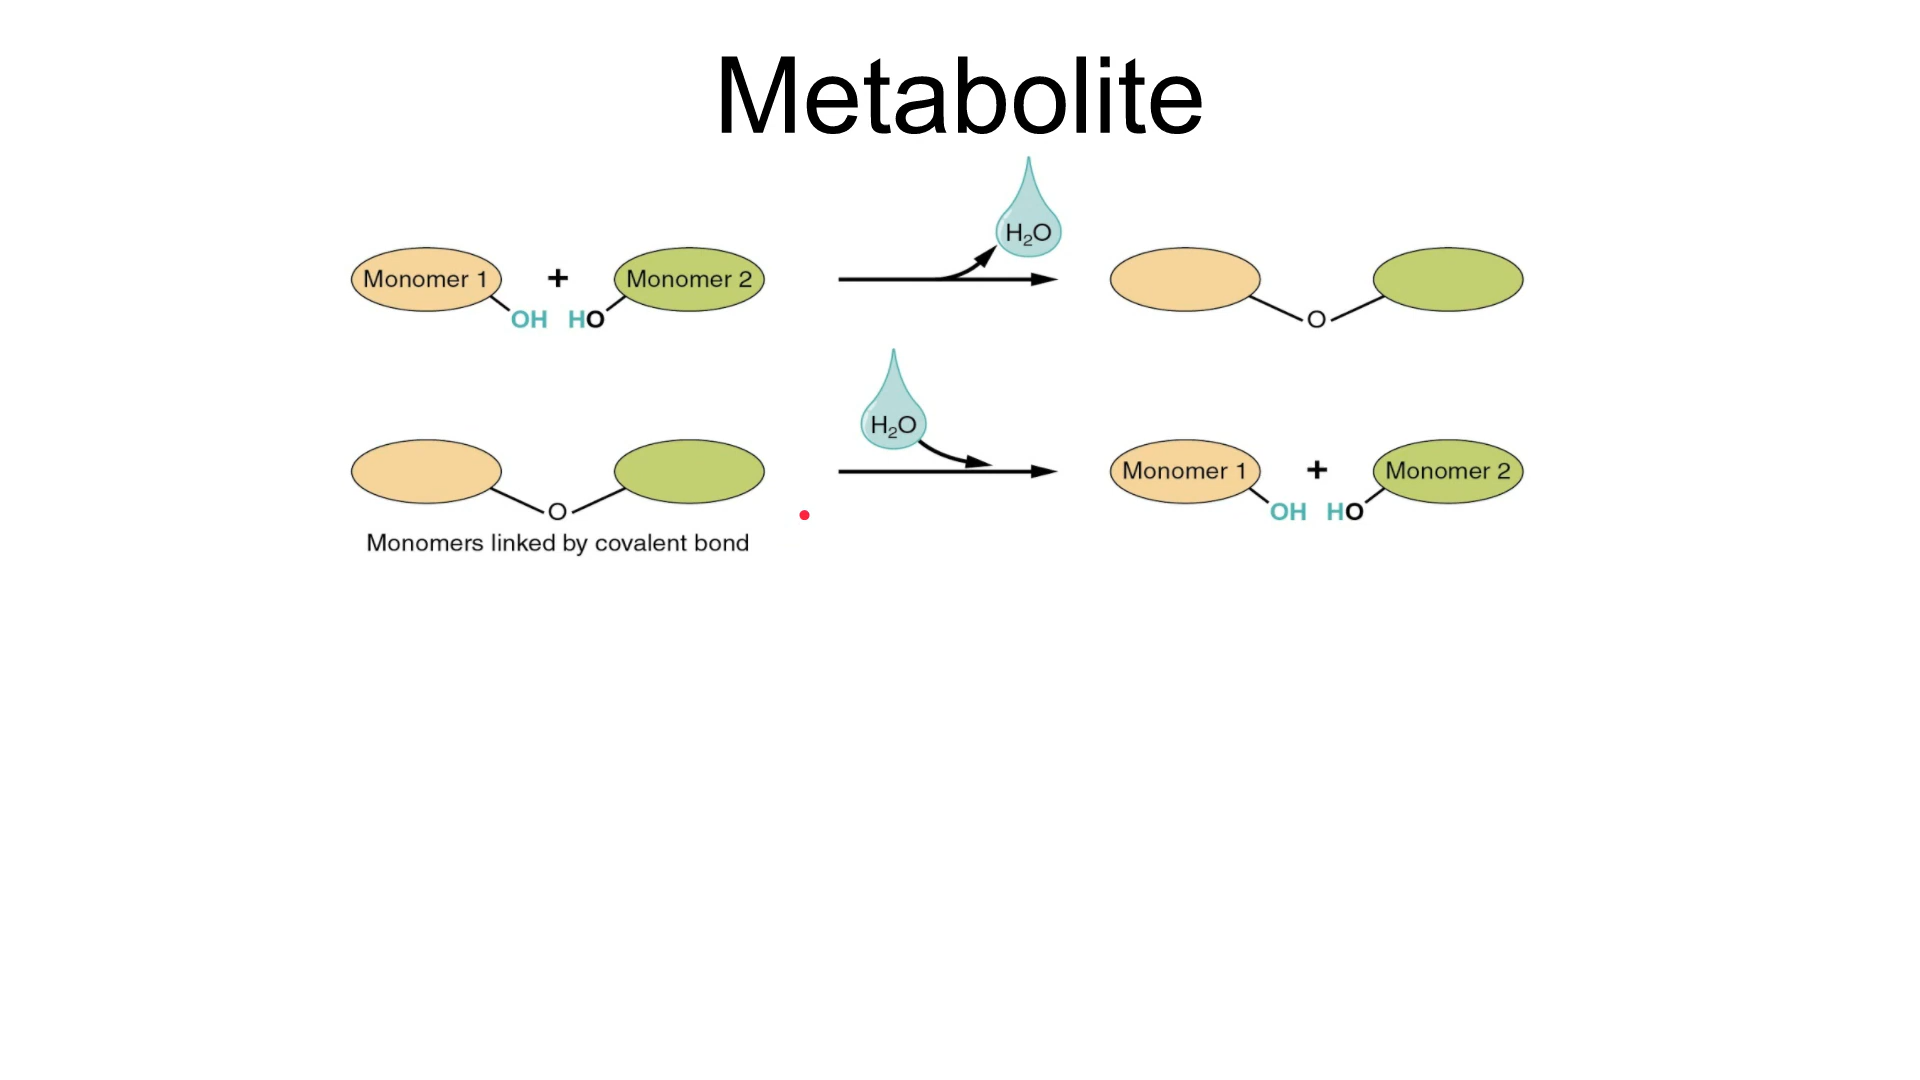 Metabolite
H₂O
Monomer 1 + Monomer 2
OH HO
O
H₂O
Monomer 1 + Monomer 2
O
OH HO
Monomers linked by covalent bond